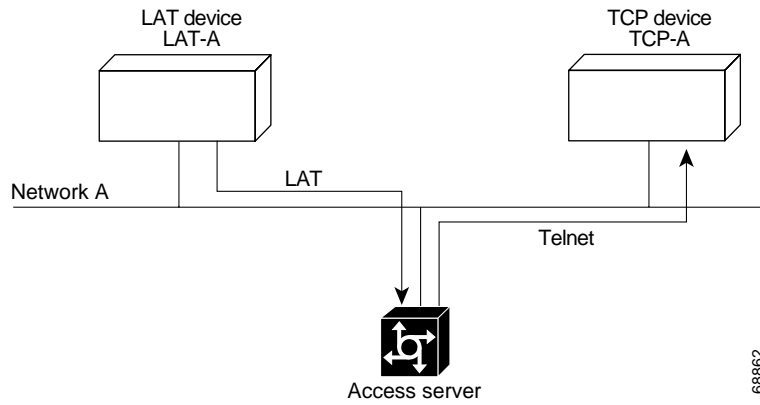 LAT device
LAT-A
TCP device
TCP-A
Network A
LAT
Telnet
Access server
68862